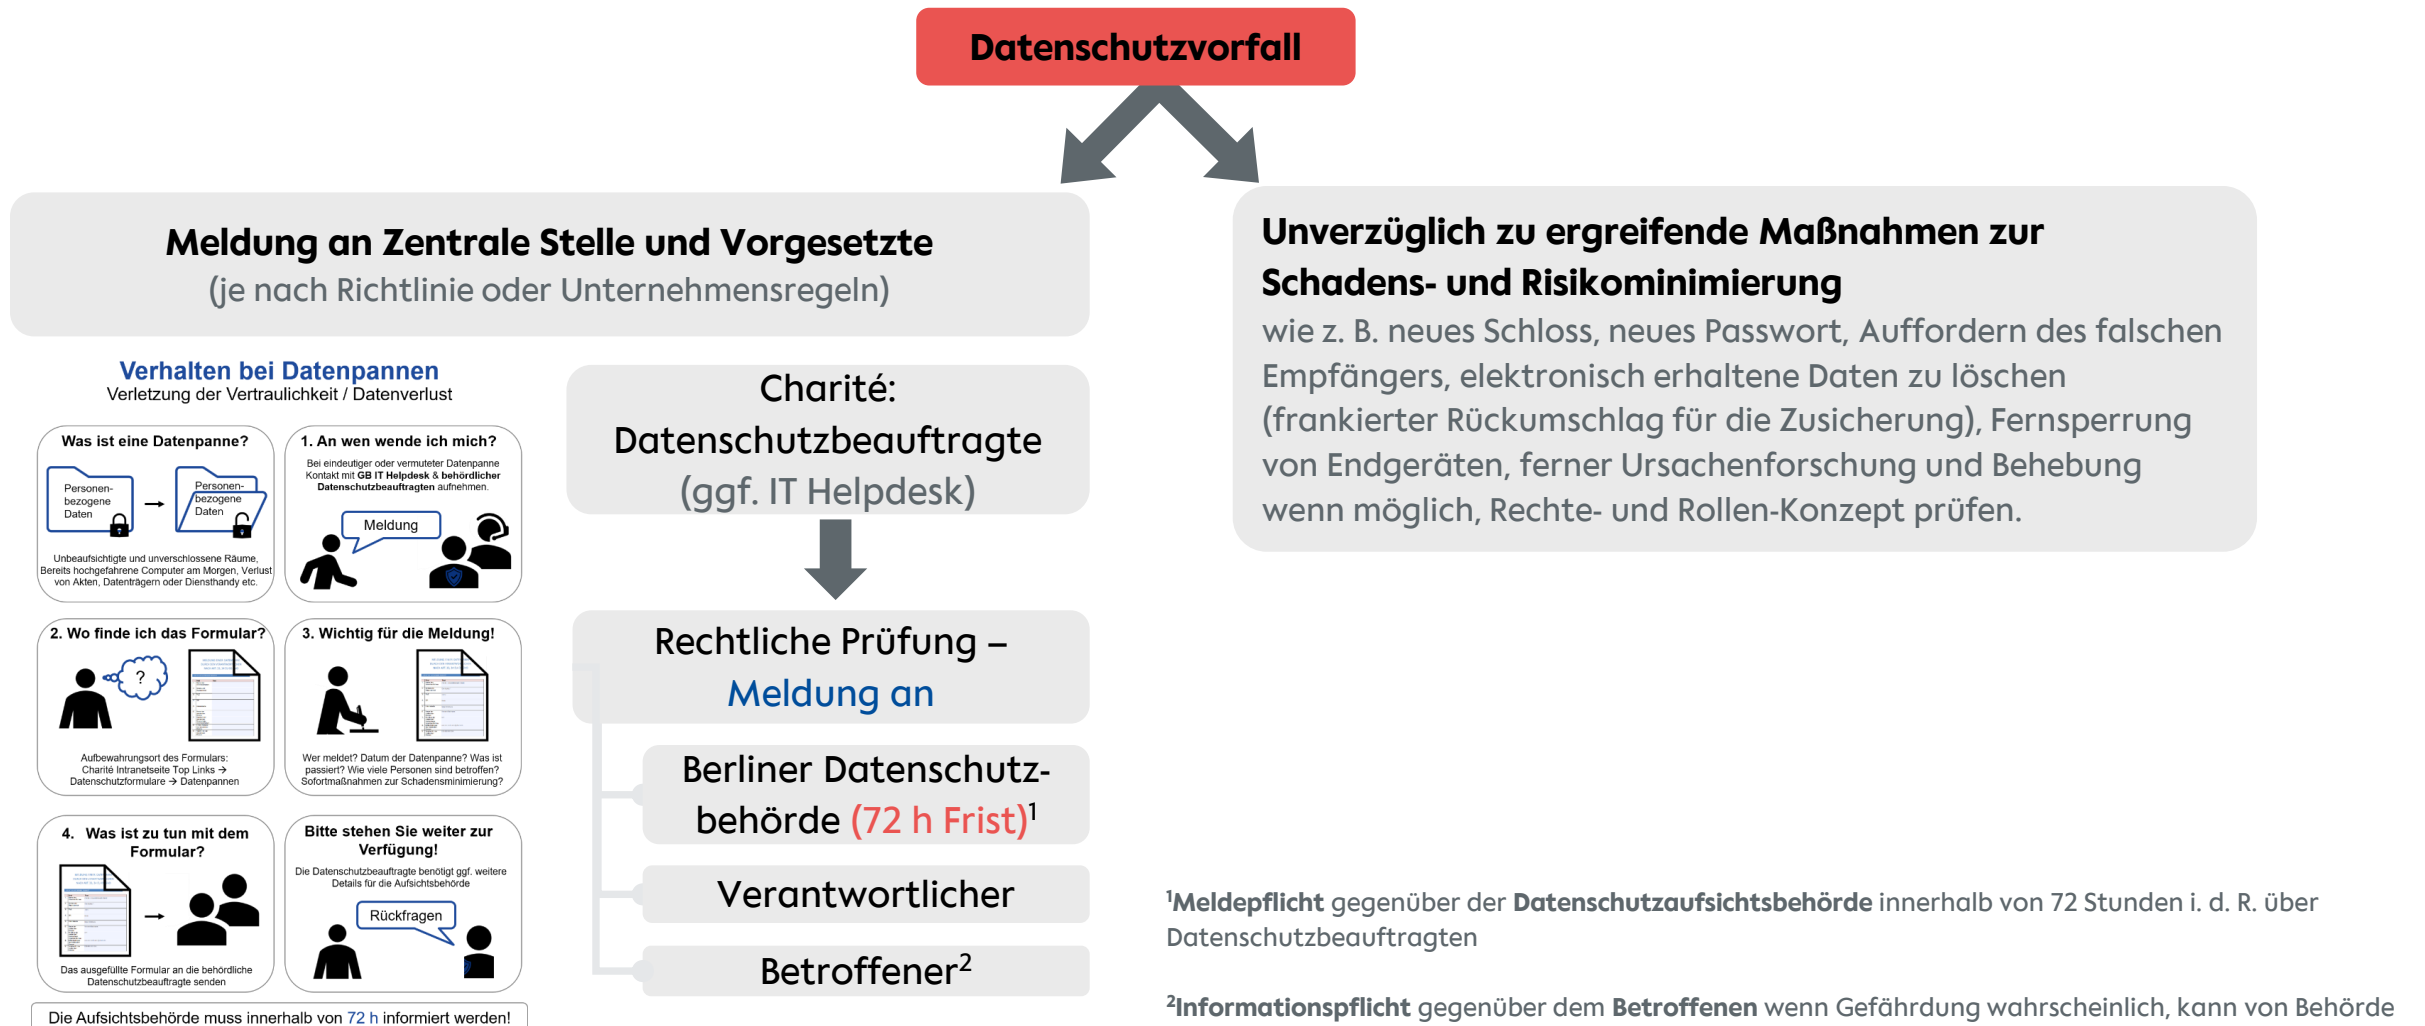 Datenschutzvorfall
Meldung an Zentrale Stelle und Vorgesetzte
(je nach Richtlinie oder Unternehmensregeln)
Unverzüglich zu ergreifende Maßnahmen zur
Schadens- und Risikominimierung
wie z. B. neues Schloss, neues Passwort, Auffordern des falschen
Empfängers, elektronisch erhaltene Daten zu löschen
(frankierter Rückumschlag für die Zusicherung), Fernsperrung
von Endgeräten, ferner Ursachenforschung und Behebung
wenn möglich, Rechte- und Rollen-Konzept prüfen.
Verhalten bei Datenpannen
Verletzung der Vertraulichkeit / Datenverlust
Was ist eine Datenpanne?
Personen-
bezogene
Daten
Personen-
bezogene
Daten
Unbeaufsichtigte und unverschlossene Räume,
Bereits hochgefahrene Computer am Morgen, Verlust
von Akten, Datenträgern oder Diensthandy etc.
1. An wen wende ich mich?
Bei eindeutiger oder vermuteter Datenpanne
Kontakt mit GB IT Helpdesk & behördlicher
Datenschutzbeauftragten aufnehmen.
Meldung
2. Wo finde ich das Formular?
?
Aufbewahrungsort des Formulars:
Charité Intranetseite Top Links →
Datenschutzformulare → Datenpannen
3. Wichtig für die Meldung!
Wer meldet? Datum der Datenpanne? Was ist
passiert? Wie viele Personen sind betroffen?
Sofortmaßnahmen zur Schadensminimierung?
4. Was ist zu tun mit dem
Formular?
Das ausgefüllte Formular an die behördliche
Datenschutzbeauftragte senden
Bitte stehen Sie weiter zur
Verfügung!
Die Datenschutzbeauftragte benötigt ggf. weitere
Details für die Aufsichtsbehörde
Rückfragen
Die Aufsichtsbehörde muss innerhalb von 72 h informiert werden!
Charité:
Datenschutzbeauftragte
(ggf. IT Helpdesk)
Rechtliche Prüfung –
Meldung an
Berliner Datenschutz-
behörde (72 h Frist)¹
Verantwortlicher
Betroffener²
¹Meldepflicht gegenüber der Datenschutzaufsichtsbehörde innerhalb von 72 Stunden i. d. R. über
Datenschutzbeauftragten
²Informationspflicht gegenüber dem Betroffenen wenn Gefährdung wahrscheinlich, kann von Behörde